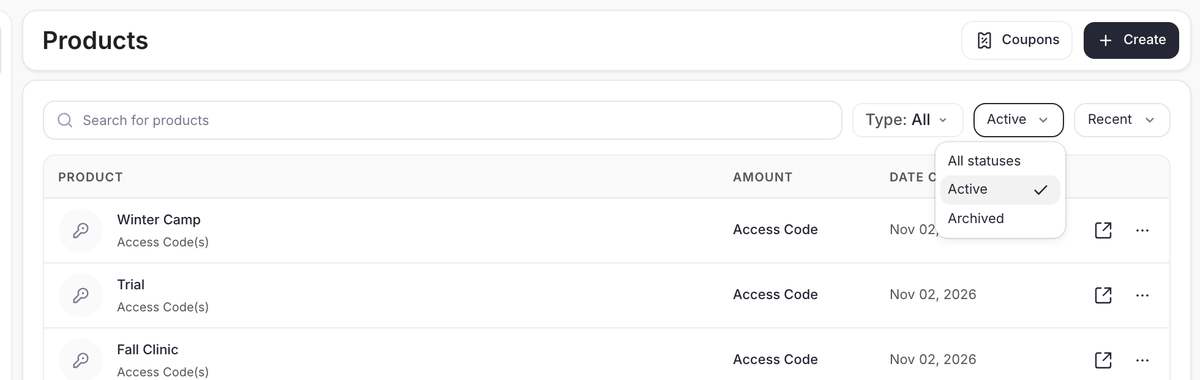 Products
Coupons
Create
Search for products
Type: All
Active
Recent
All statuses
Active
Archived
PRODUCT
AMOUNT
DATE C
Winter Camp
Access Code(s)
Access Code
Nov 02,
Trial
Access Code(s)
Access Code
Nov 02, 2026
Fall Clinic
Access Code(s)
Access Code
Nov 02, 2026